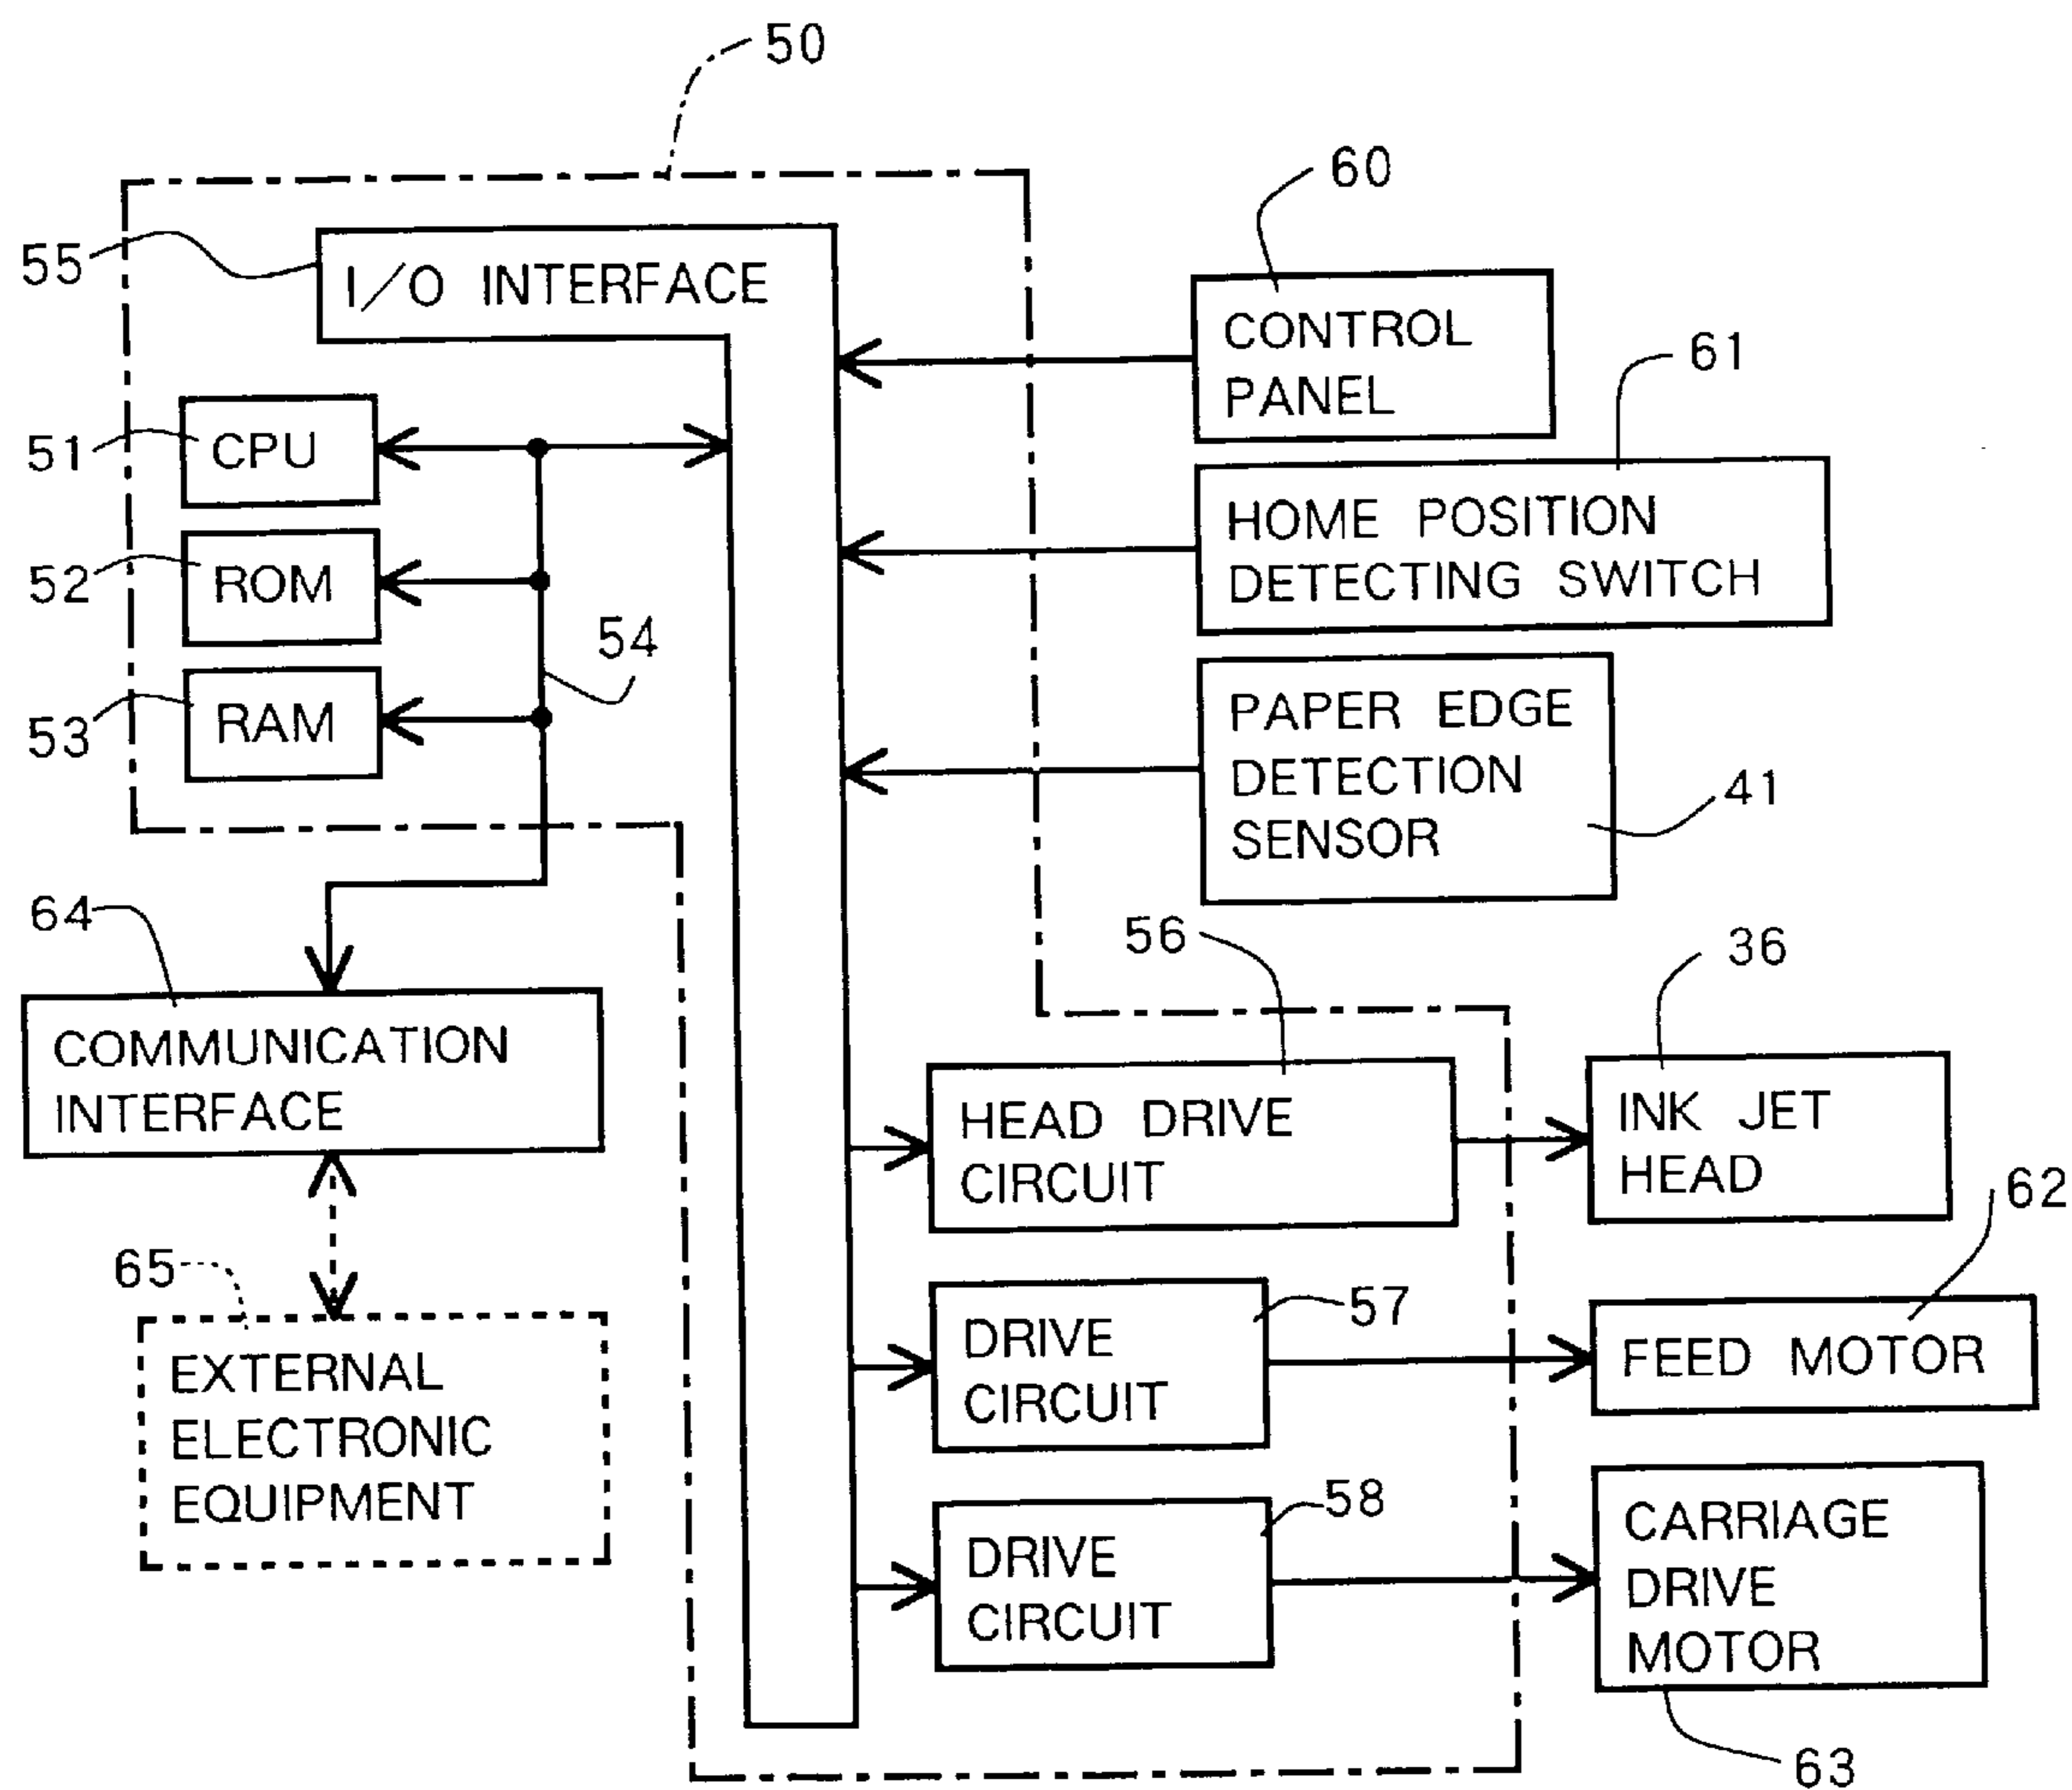 50
60
55
I/O INTERFACE
CONTROL
PANEL
61
51
CPU
HOME POSITION
DETECTING SWITCH
52
ROM
54
53
RAM
PAPER EDGE
DETECTION
SENSOR
41
64
COMMUNICATION
INTERFACE
56
36
HEAD DRIVE
CIRCUIT
INK JET
HEAD
62
65
EXTERNAL
ELECTRONIC
EQUIPMENT
57
DRIVE
CIRCUIT
FEED MOTOR
58
DRIVE
CIRCUIT
CARRIAGE
DRIVE
MOTOR
63